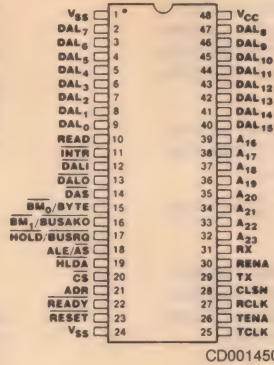 VSS 1 48 VCC
DAL7 2 47 DAL8
DAL6 3 46 DAL9
DAL5 4 45 DAL10
DAL4 5 44 DAL11
DAL3 6 43 DAL12
DAL2 7 42 DAL13
DAL1 8 41 DAL14
DAL0 9 40 DAL15
READ 10 39 A16
INTR 11 38 A17
DALI 12 37 A18
DALO 13 36 A19
DAS 14 35 A20
BM0/BYTE 15 34 A21
BM1/BUSAKO 16 33 A22
HOLD/BUSRQ 17 32 A23
ALE/AS 18 31 RX
HLDA 19 30 RENA
CS 20 29 TX
ADR 21 28 CLSN
READY 22 27 RCLK
RESET 23 26 TENA
VSS 24 25 TCLK
CD001450